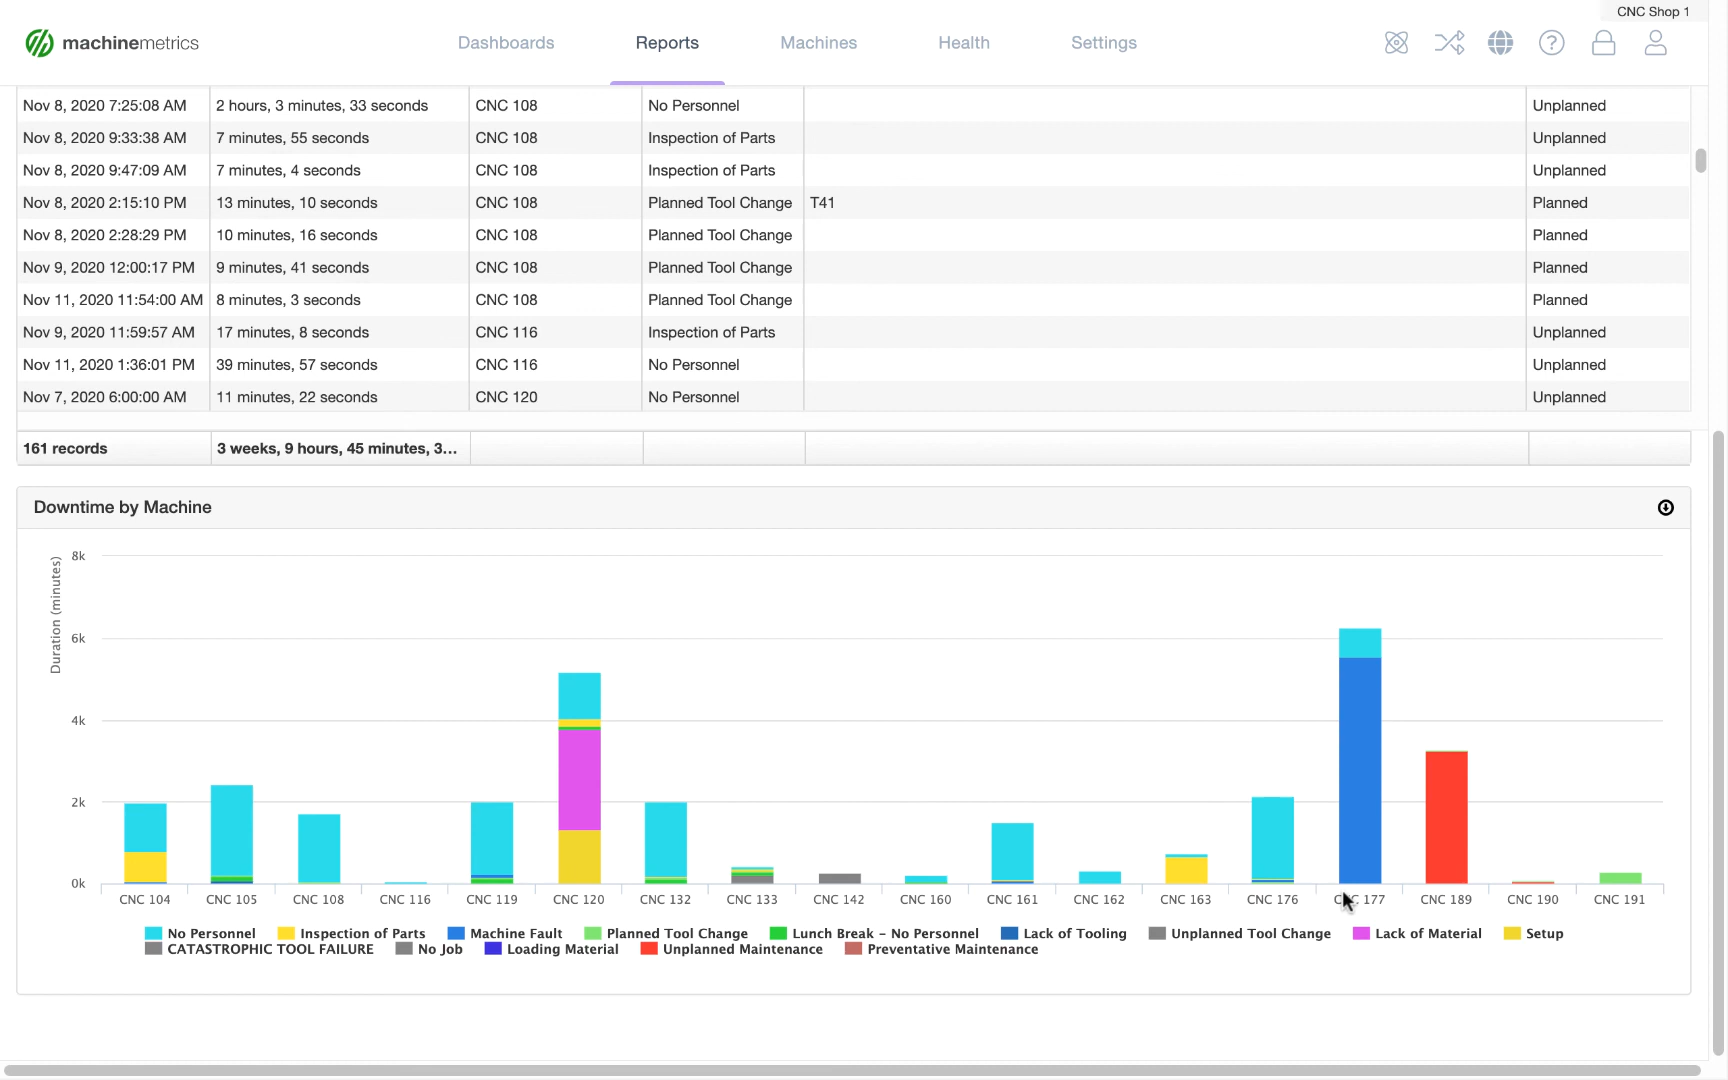 CNC Shop 1
machinemetrics
Dashboards Reports Machines Health Settings
Nov 8, 2020 7:25:08 AM 2 hours, 3 minutes, 33 seconds CNC 108 No Personnel Unplanned
Nov 8, 2020 9:33:38 AM 7 minutes, 55 seconds CNC 108 Inspection of Parts Unplanned
Nov 8, 2020 9:47:09 AM 7 minutes, 4 seconds CNC 108 Inspection of Parts Unplanned
Nov 8, 2020 2:15:10 PM 13 minutes, 10 seconds CNC 108 Planned Tool Change T41 Planned
Nov 8, 2020 2:28:29 PM 10 minutes, 16 seconds CNC 108 Planned Tool Change Planned
Nov 9, 2020 12:00:17 PM 9 minutes, 41 seconds CNC 108 Planned Tool Change Planned
Nov 11, 2020 11:54:00 AM 8 minutes, 3 seconds CNC 108 Planned Tool Change Planned
Nov 9, 2020 11:59:57 AM 17 minutes, 8 seconds CNC 116 Inspection of Parts Unplanned
Nov 11, 2020 1:36:01 PM 39 minutes, 57 seconds CNC 116 No Personnel Unplanned
Nov 7, 2020 6:00:00 AM 11 minutes, 22 seconds CNC 120 No Personnel Unplanned
161 records 3 weeks, 9 hours, 45 minutes, 3...
Downtime by Machine
Duration (minutes)
8k
6k
4k
2k
0k
CNC 104 CNC 105 CNC 108 CNC 116 CNC 119 CNC 120 CNC 132 CNC 133 CNC 142 CNC 160 CNC 161 CNC 162 CNC 163 CNC 176 CNC 177 CNC 189 CNC 190 CNC 191
No Personnel Inspection of Parts Machine Fault Planned Tool Change Lunch Break - No Personnel Lack of Tooling Unplanned Tool Change Lack of Material Setup
CATASTROPHIC TOOL FAILURE No Job Loading Material Unplanned Maintenance Preventative Maintenance